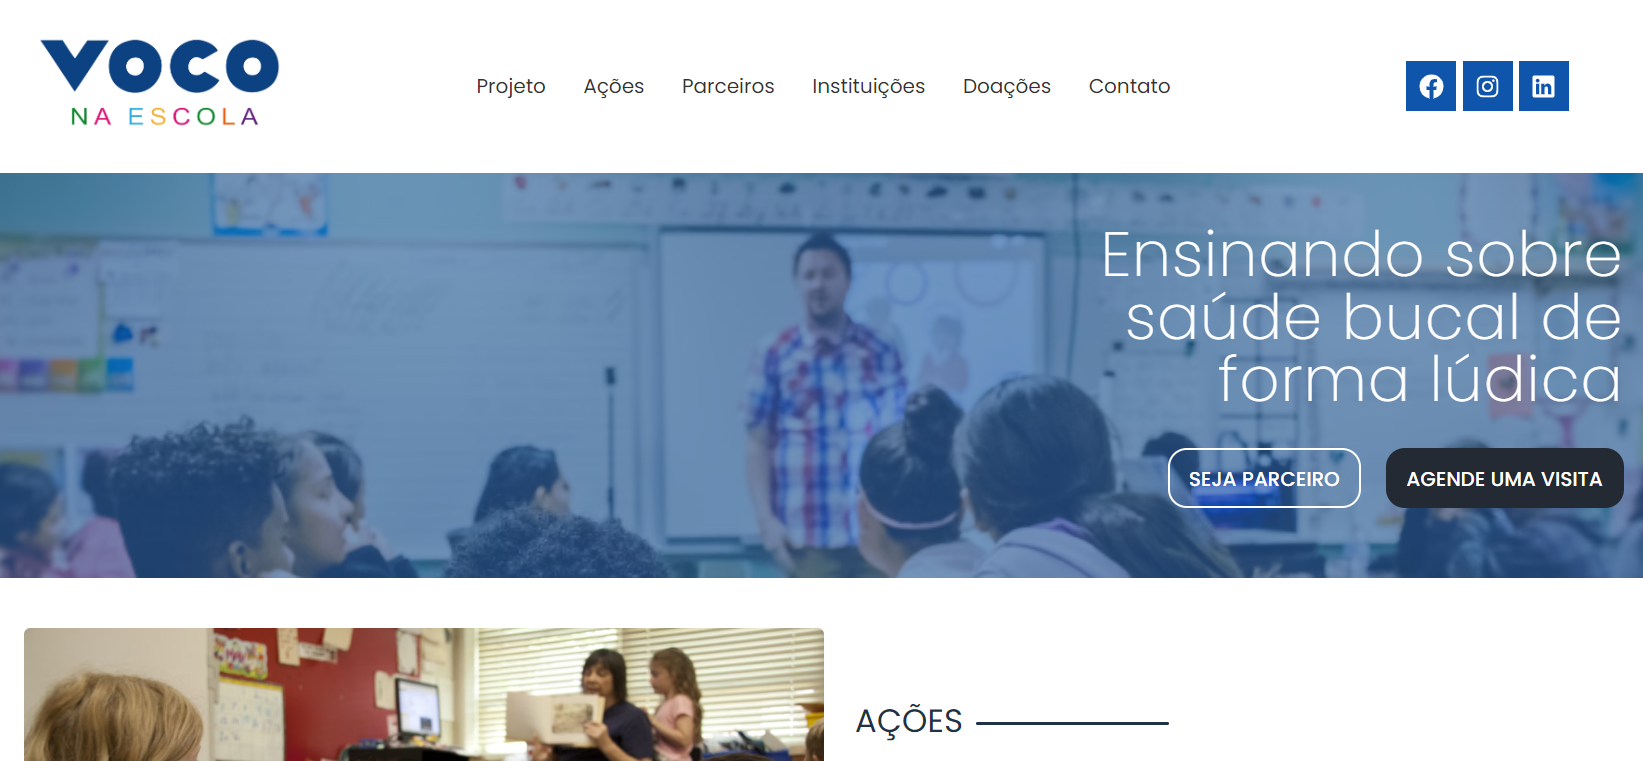 VOCO
NA ESCOLA
Projeto Ações Parceiros Instituições Doações Contato
Ensinando sobre
saúde bucal de
forma lúdica
SEJA PARCEIRO AGENDE UMA VISITA
AÇÕES